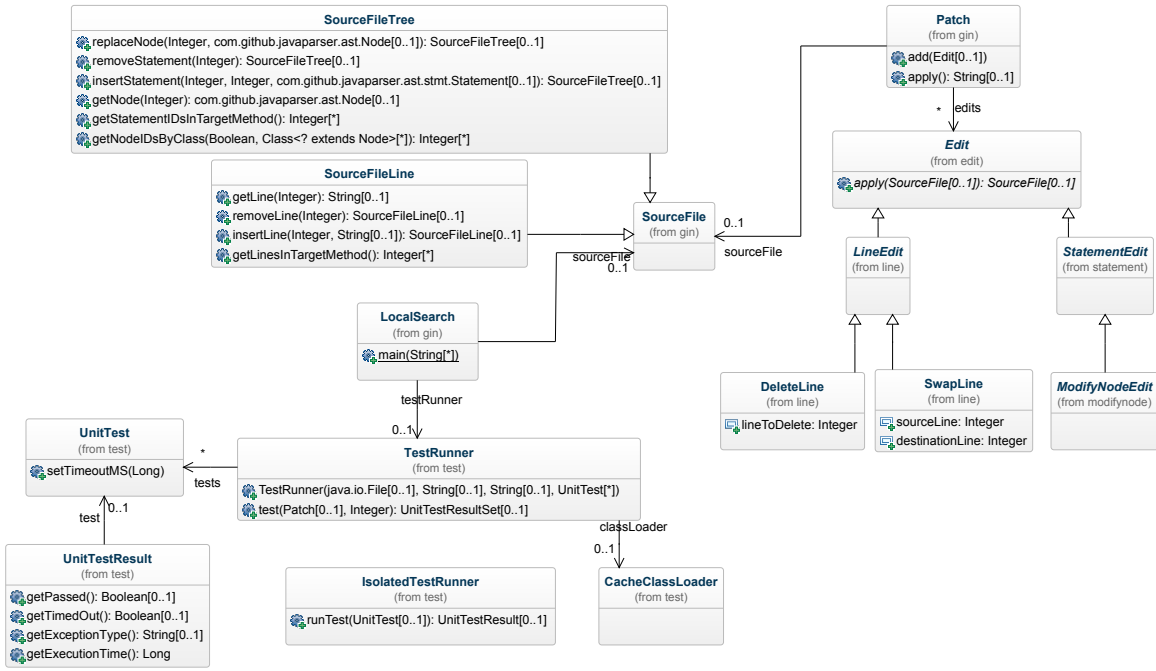 SourceFileTree
replaceNode(Integer, com.github.javaparser.ast.Node[0..1]): SourceFileTree[0..1]
removeStatement(Integer): SourceFileTree[0..1]
insertStatement(Integer, Integer, com.github.javaparser.ast.stmt.Statement[0..1]): SourceFileTree[0..1]
getNode(Integer): com.github.javaparser.ast.Node[0..1]
getStatementIDsInTargetMethod(): Integer[*]
getNodeIDsByClass(Boolean, Class<? extends Node>[*]): Integer[*]
Patch
(from gin)
add(Edit[0..1])
apply(): String[0..1]
* edits
Edit
(from edit)
apply(SourceFile[0..1]): SourceFile[0..1]
SourceFileLine
getLine(Integer): String[0..1]
removeLine(Integer): SourceFileLine[0..1]
insertLine(Integer, String[0..1]): SourceFileLine[0..1]
getLinesInTargetMethod(): Integer[*]
SourceFile
(from gin)
0..1
sourceFile
sourceFile
0..1
LineEdit
(from line)
StatementEdit
(from statement)
LocalSearch
(from gin)
main(String[*])
testRunner
0..1
DeleteLine
(from line)
lineToDelete: Integer
SwapLine
(from line)
sourceLine: Integer
destinationLine: Integer
ModifyNodeEdit
(from modifynode)
UnitTest
(from test)
setTimeoutMS(Long)
*
tests
TestRunner
(from test)
TestRunner(java.io.File[0..1], String[0..1], String[0..1], UnitTest[*])
test(Patch[0..1], Integer): UnitTestResultSet[0..1]
0..1
test
classLoader
0..1
UnitTestResult
(from test)
getPassed(): Boolean[0..1]
getTimedOut(): Boolean[0..1]
getExceptionType(): String[0..1]
getExecutionTime(): Long
IsolatedTestRunner
(from test)
runTest(UnitTest[0..1]): UnitTestResult[0..1]
CacheClassLoader
(from test)